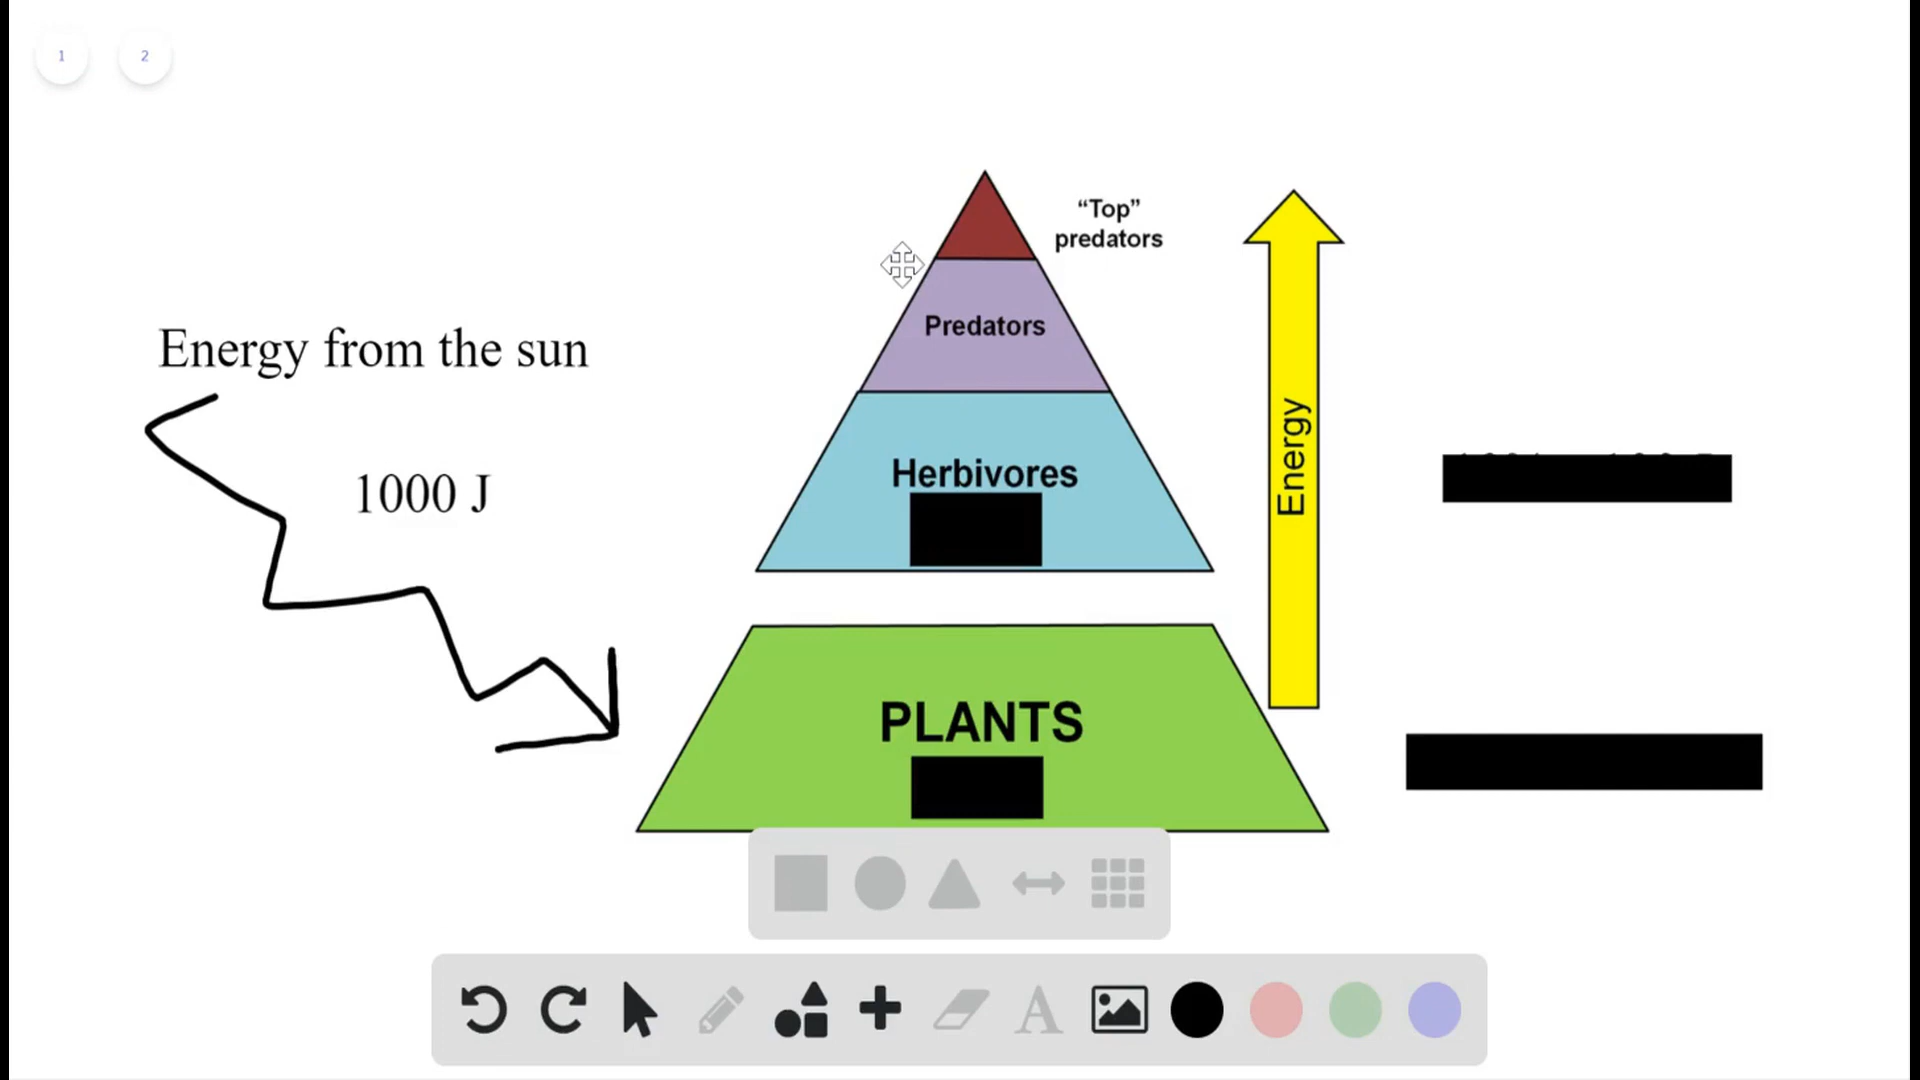 1 2
“Top”
predators
Predators
Energy from the sun
Herbivores
Energy
1000 J
PLANTS
A